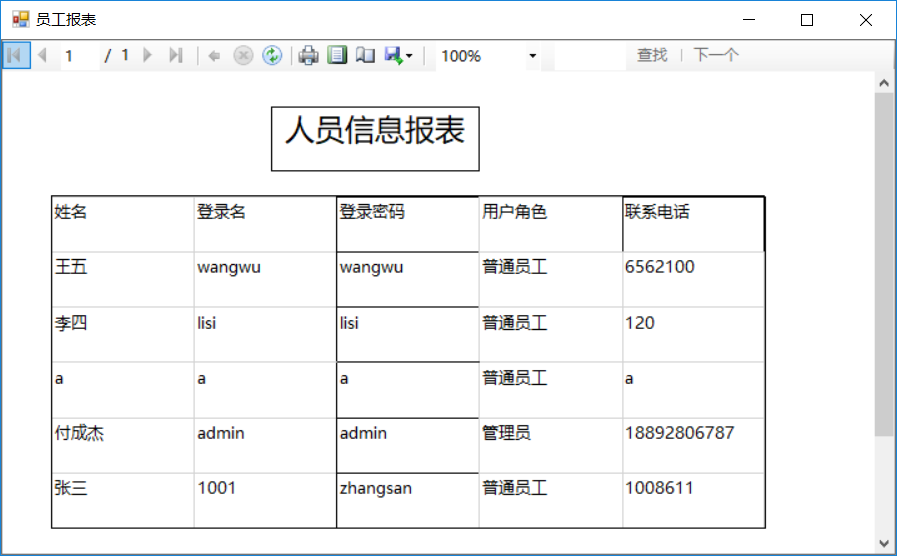 员工报表
1 / 1 100% 查找 下一个
人员信息报表
姓名 登录名 登录密码 用户角色 联系电话
王五 wangwu wangwu 普通员工 6562100
李四 lisi lisi 普通员工 120
a a a 普通员工 a
付成杰 admin admin 管理员 18892806787
张三 1001 zhangsan 普通员工 1008611